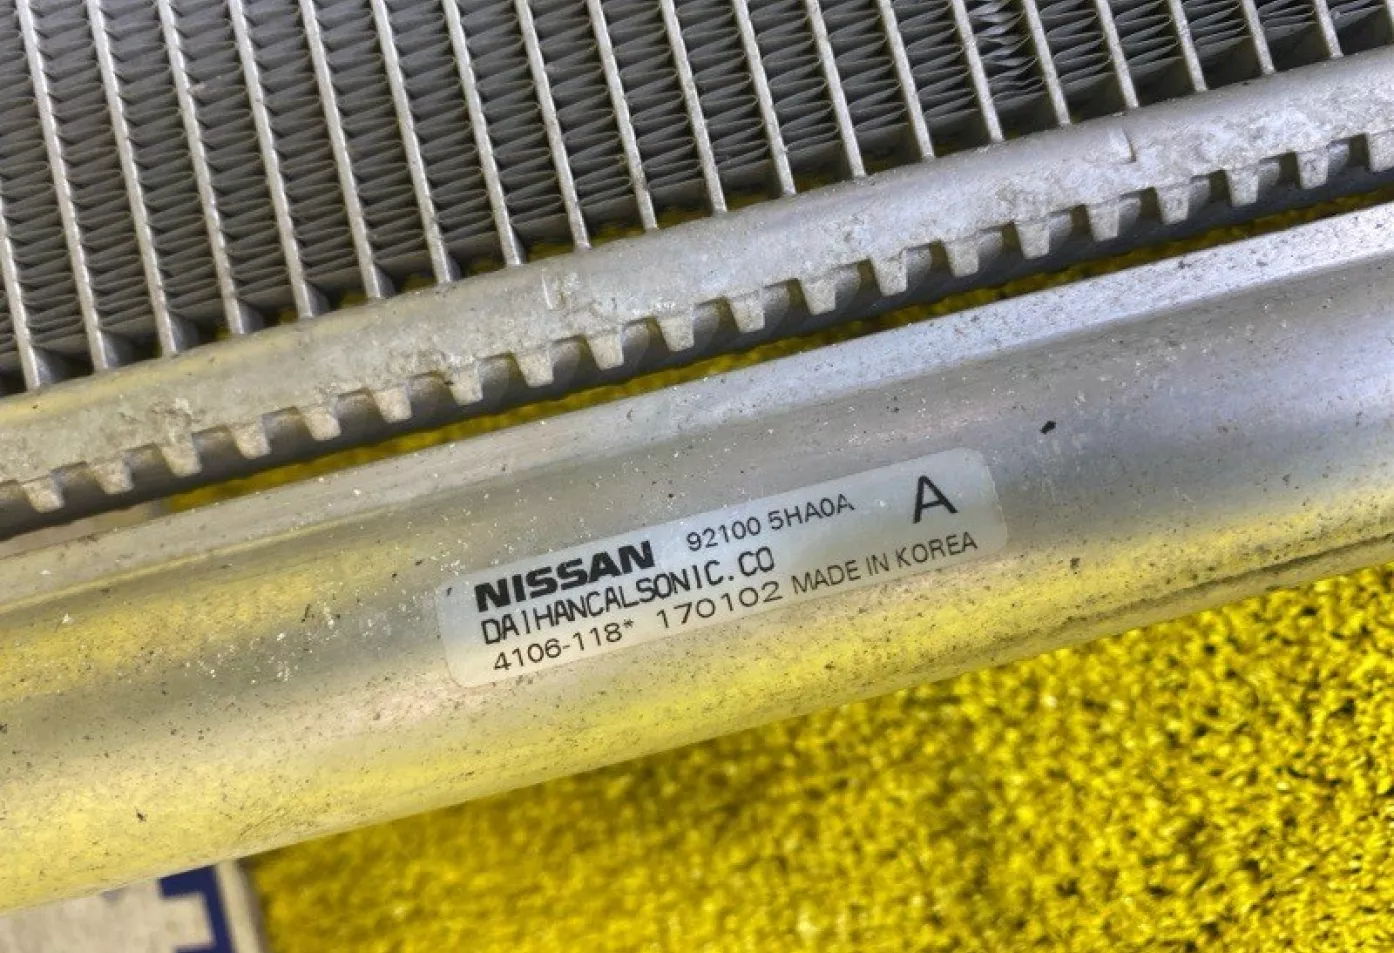 NISSAN 92100 5HA0A A
DAIHANCALSONIC.CO
4106-118* 170102 MADE IN KOREA